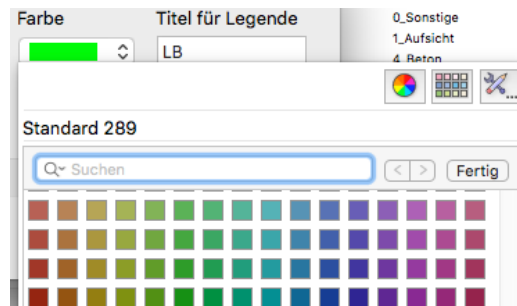 Farbe
Titel für Legende
LB
0_Sonstige
1_Aufsicht
4_Beton
...
Standard 289
Suchen
Fertig